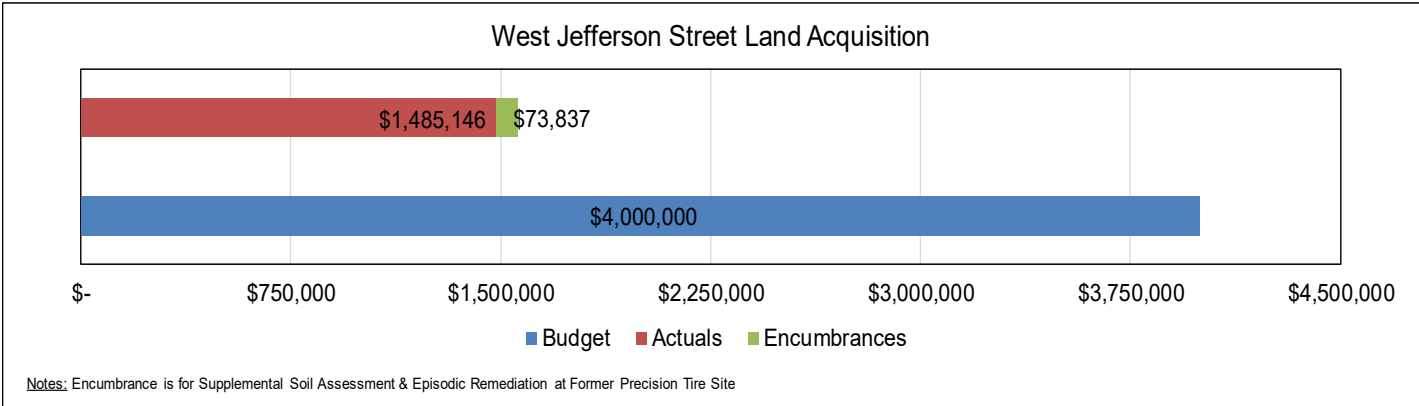 West Jefferson Street Land Acquisition
$1,485,146 $73,837
$4,000,000
$- $750,000 $1,500,000 $2,250,000 $3,000,000 $3,750,000 $4,500,000
Budget Actuals Encumbrances
Notes: Encumbrance is for Supplemental Soil Assessment & Episodic Remediation at Former Precision Tire Site